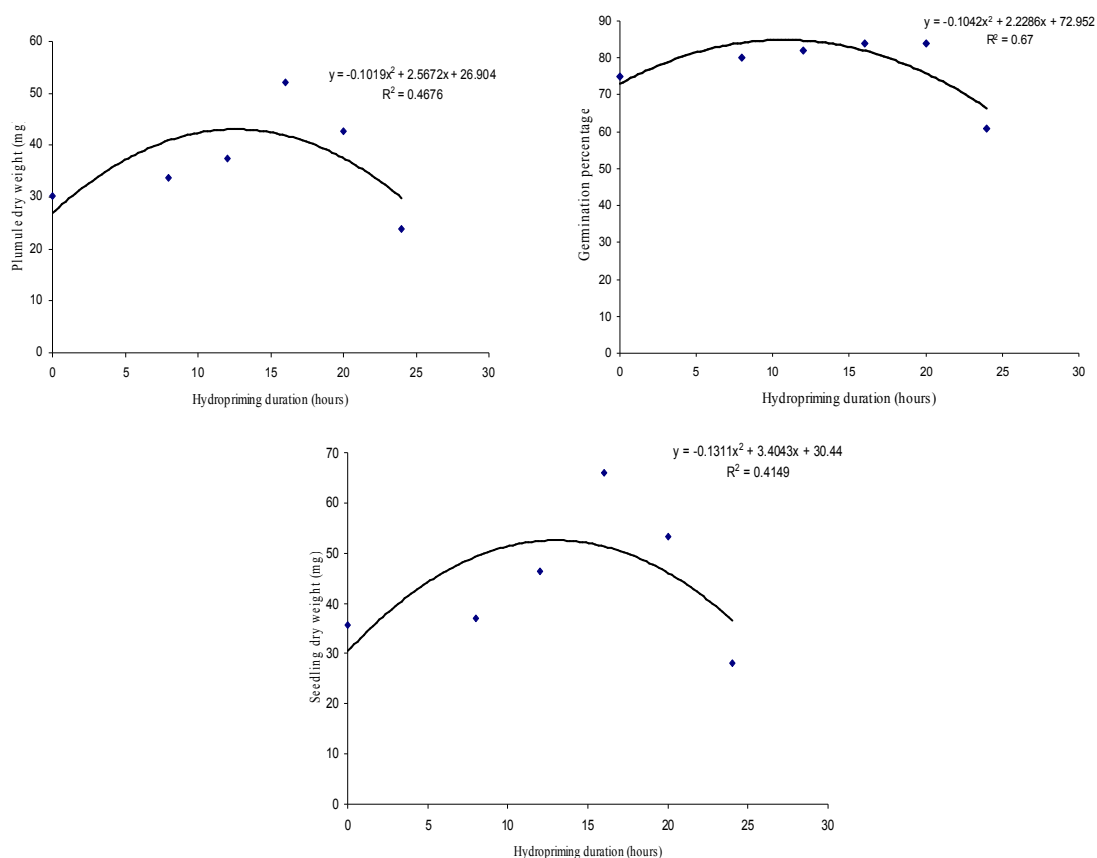 y = -0.1019x² + 2.5672x + 26.904
R² = 0.4676
60
50
40
30
20
10
0
0 5 10 15 20 25 30
Plumule dry weight (mg
Hydropriming duration (hours)
y = -0.1042x² + 2.2286x + 72.952
R² = 0.67
90
80
70
60
50
40
30
20
10
0
0 5 10 15 20 25 30
Germination percentage
Hydropriming duration (hours)
y = -0.1311x² + 3.4043x + 30.44
R² = 0.4149
70
60
50
40
30
20
10
0
0 5 10 15 20 25 30
Seedling dry weight (mg)
Hydropriming duration (hours)